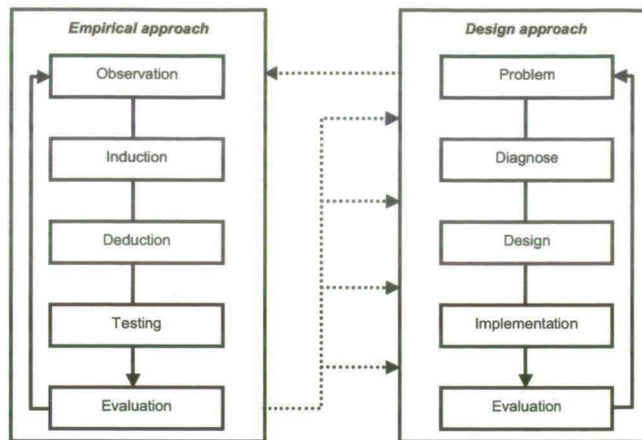 Empirical approach
Observation
Induction
Deduction
Testing
Evaluation
Design approach
Problem
Diagnose
Design
Implementation
Evaluation